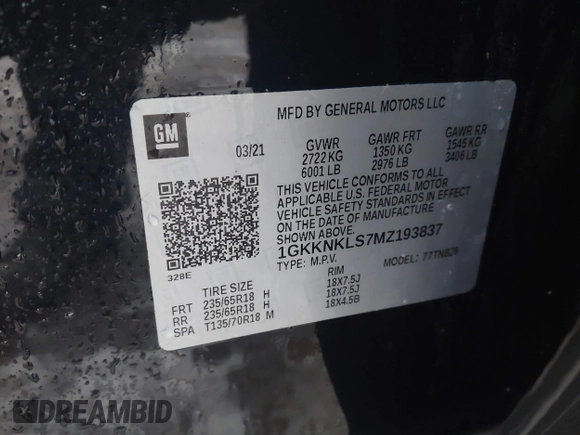 GM
MFD BY GENERAL MOTORS LLC
03/21 GVWR GAWR FRT GAWR RR
2722 KG 1350 KG 1545 KG
6001 LB 2976 LB 3406 LB
THIS VEHICLE CONFORMS TO ALL
APPLICABLE U.S. FEDERAL MOTOR
VEHICLE SAFETY STANDARDS IN EFFECT
ON THE DATE OF MANUFACTURE
SHOWN ABOVE.
1GKKNKLS7MZ193837
TYPE: M.P.V. MODEL: 77TNB26
328E
TIRE SIZE RIM
FRT 235/65R18 H 18X7.5J
RR 235/65R18 H 18X7.5J
SPA T135/70R18 M 18X4.5B
DREAMBID